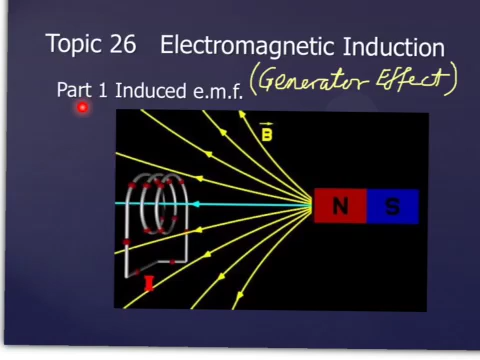 Topic 26 Electromagnetic Induction
Part 1 Induced e.m.f. (Generator Effect)
B
N S
I